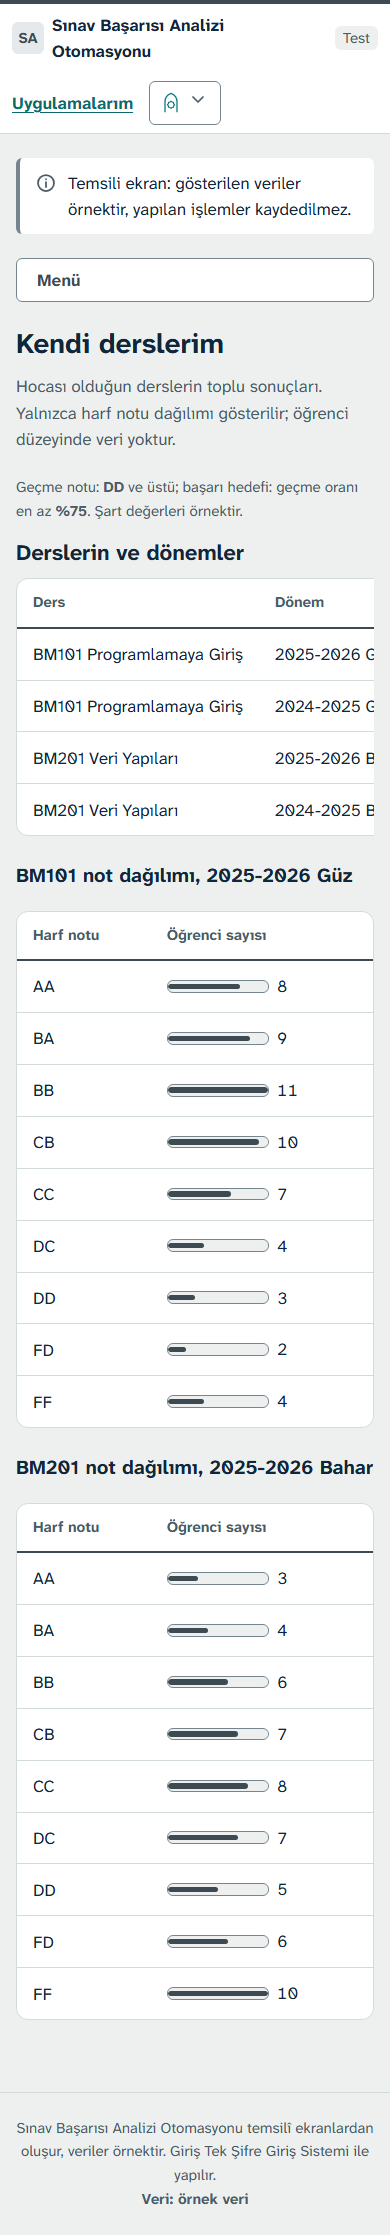 SA
Sınav Başarısı Analizi
Otomasyonu
Test
Uygulamalarım
Temsili ekran: gösterilen veriler
örnektir, yapılan işlemler kaydedilmez.
Menü
Kendi derslerim
Hocası olduğun derslerin toplu sonuçları.
Yalnızca harf notu dağılımı gösterilir; öğrenci
düzeyinde veri yoktur.
Geçme notu: DD ve üstü; başarı hedefi: geçme oranı
en az %75. Şart değerleri örnektir.
Derslerin ve dönemler
Ders Dönem
BM101 Programlamaya Giriş 2025-2026 G
BM101 Programlamaya Giriş 2024-2025 G
BM201 Veri Yapıları 2025-2026 B
BM201 Veri Yapıları 2024-2025 B
BM101 not dağılımı, 2025-2026 Güz
Harf notu Öğrenci sayısı
AA 8
BA 9
BB 11
CB 10
CC 7
DC 4
DD 3
FD 2
FF 4
BM201 not dağılımı, 2025-2026 Bahar
Harf notu Öğrenci sayısı
AA 3
BA 4
BB 6
CB 7
CC 8
DC 7
DD 5
FD 6
FF 10
Sınav Başarısı Analizi Otomasyonu temsilî ekranlardan
oluşur, veriler örnektir. Giriş Tek Şifre Giriş Sistemi ile
yapılır.
Veri: örnek veri